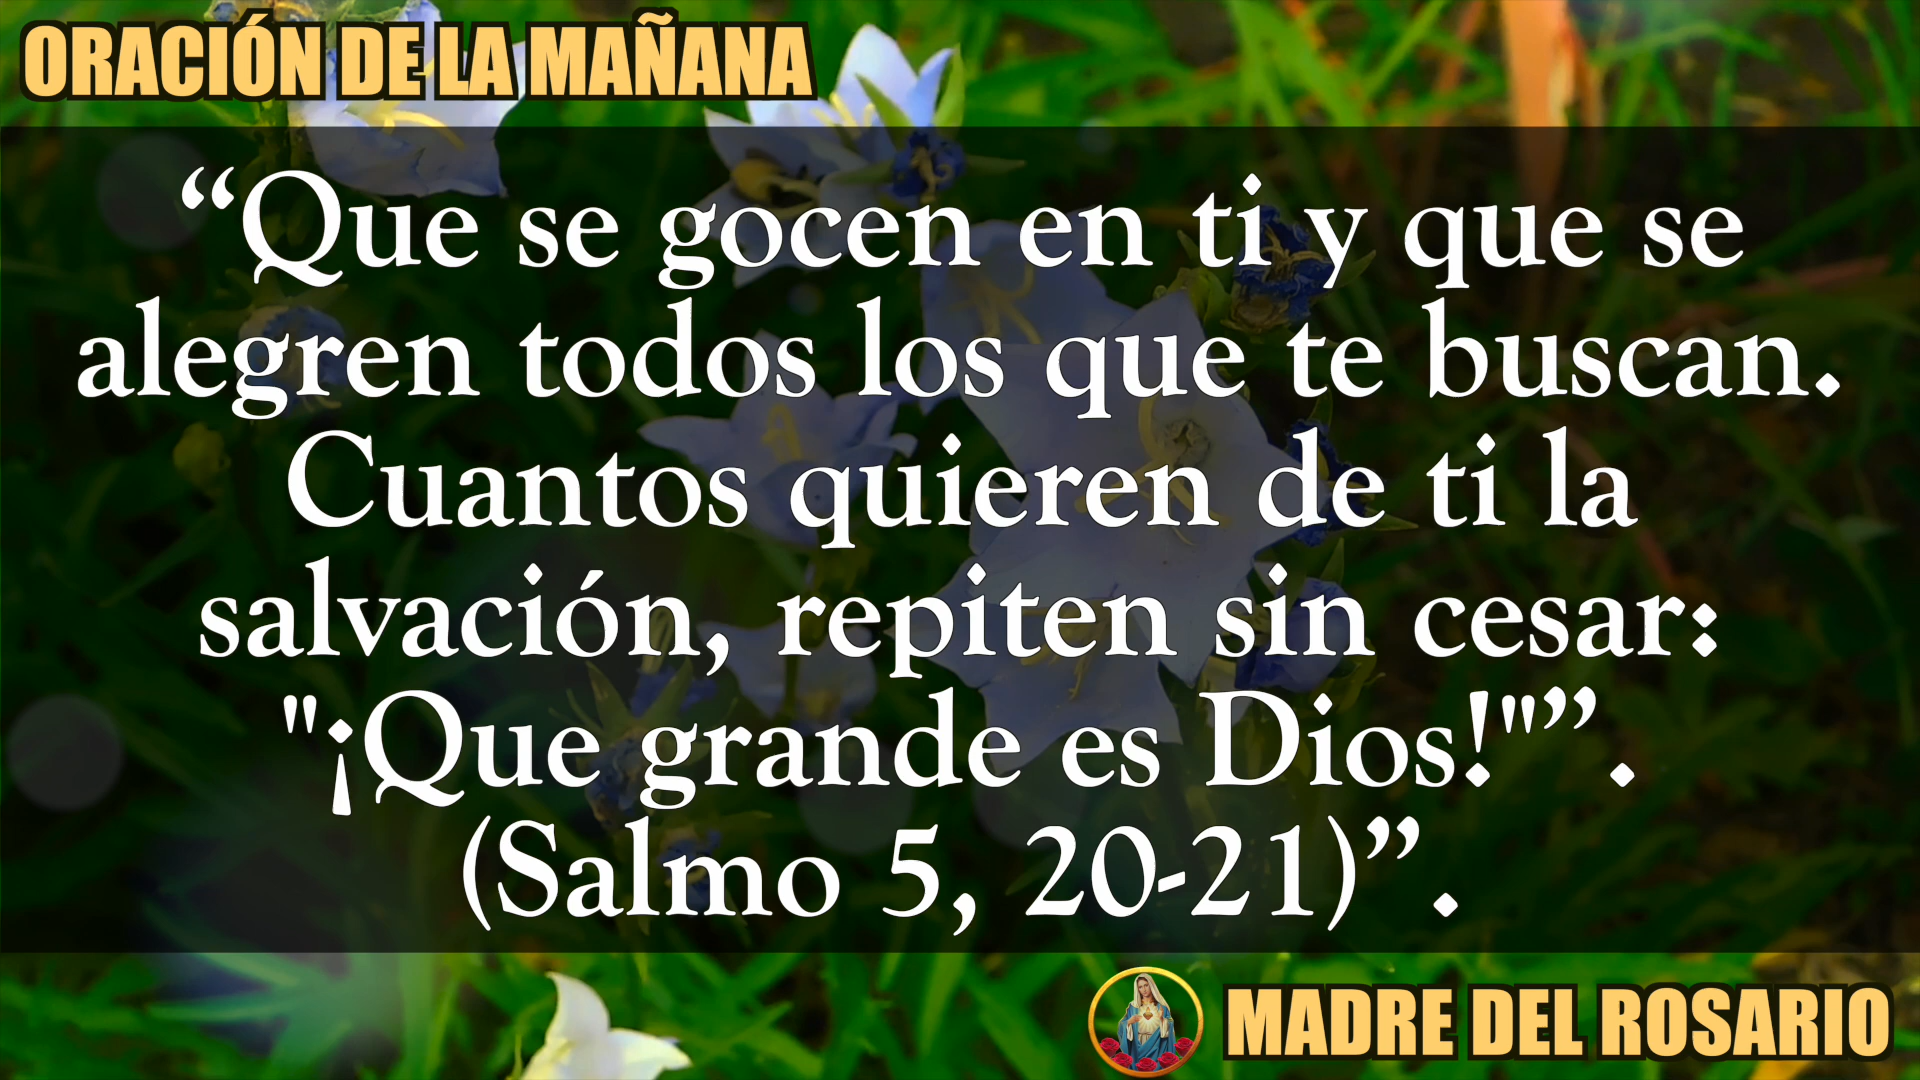 ORACIÓN DE LA MAÑANA
“Que se gocen en ti y que se
alegren todos los que te buscan.
Cuantos quieren de ti la
salvación, repiten sin cesar:
"¡Que grande es Dios!"”.
(Salmo 5, 20-21)”.
MADRE DEL ROSARIO